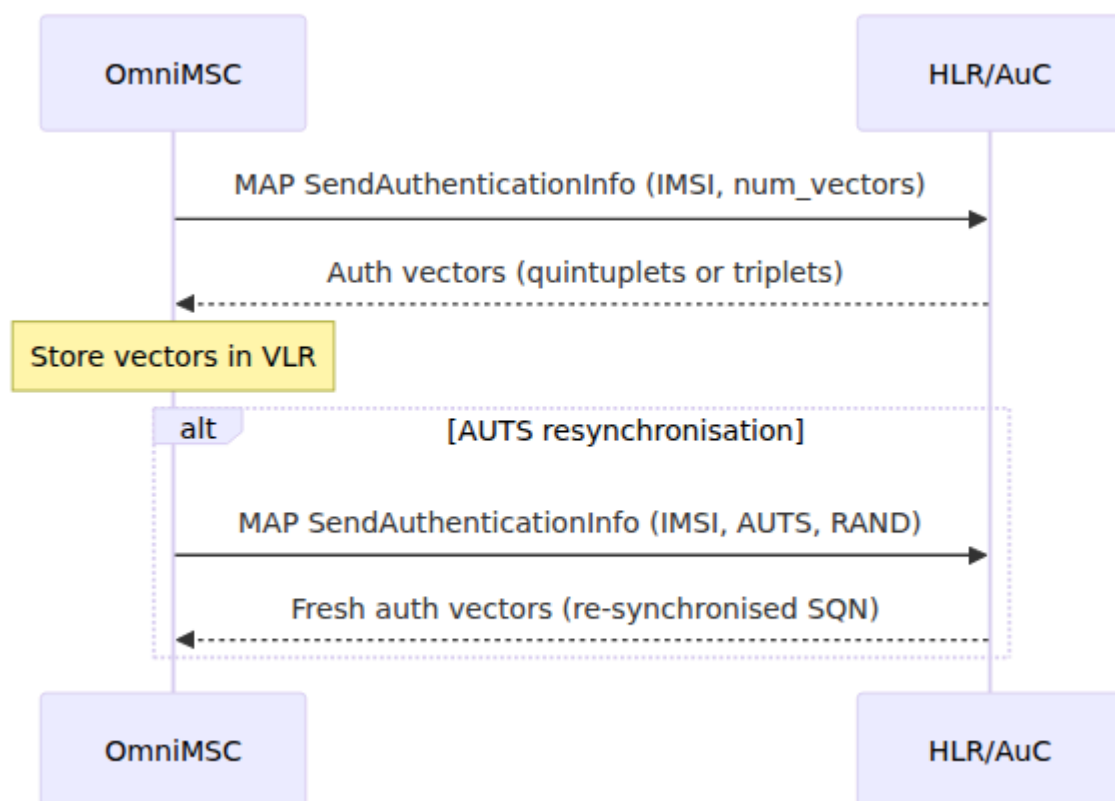 OmniMSC
HLR/AuC
MAP SendAuthenticationInfo (IMSI, num_vectors)
Auth vectors (quintuplets or triplets)
Store vectors in VLR
alt
[AUTS resynchronisation]
MAP SendAuthenticationInfo (IMSI, AUTS, RAND)
Fresh auth vectors (re-synchronised SQN)
OmniMSC
HLR/AuC